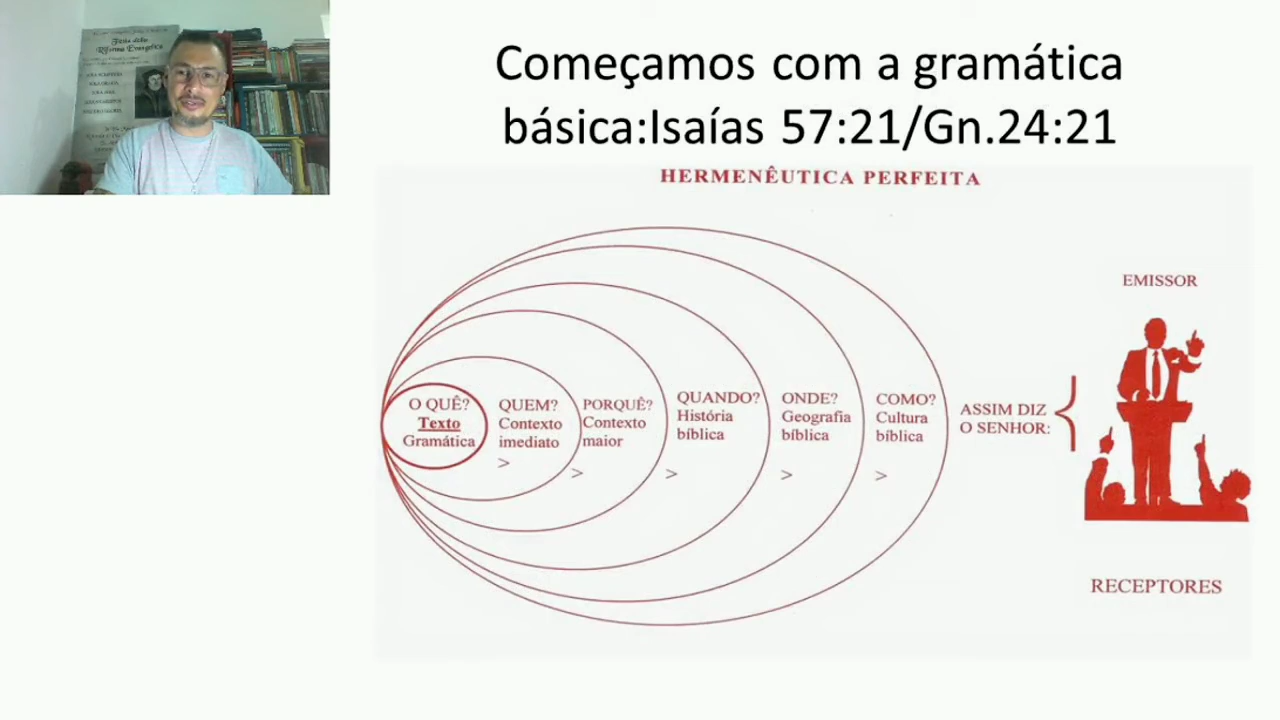 Começamos com a gramática
básica:Isaías 57:21/Gn.24:21
HERMENÊUTICA PERFEITA
EMISSOR
O QUÊ?
Texto
Gramática
QUEM?
Contexto
imediato
>
PORQUÊ?
Contexto
maior
>
QUANDO?
História
bíblica
>
ONDE?
Geografia
bíblica
>
COMO?
Cultura
bíblica
>
ASSIM DIZ
O SENHOR:
RECEPTORES